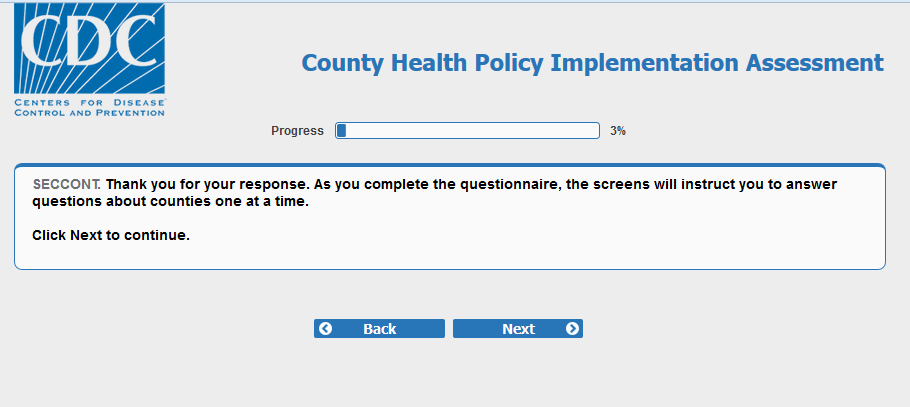 CDC
CENTERS FOR DISEASE
CONTROL AND PREVENTION
County Health Policy Implementation Assessment
Progress 3%
SECCONT. Thank you for your response. As you complete the questionnaire, the screens will instruct you to answer
questions about counties one at a time.
Click Next to continue.
Back Next